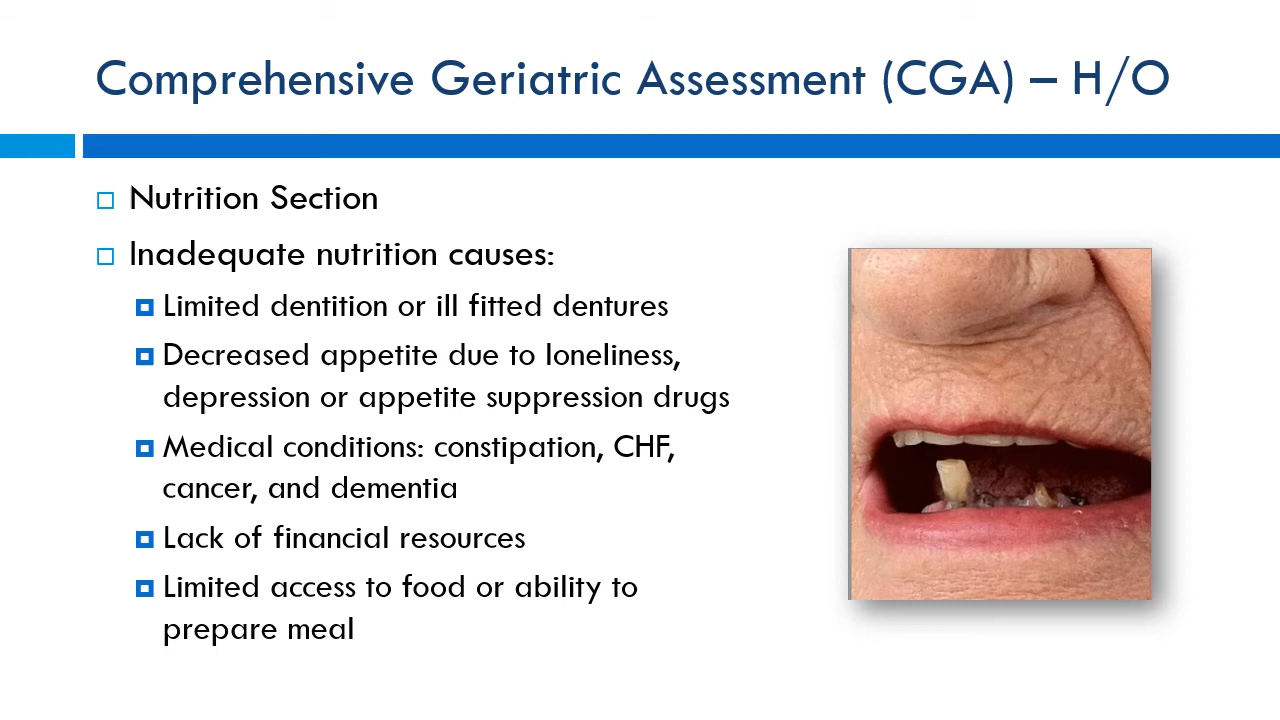 Comprehensive Geriatric Assessment (CGA) – H/O
Nutrition Section
Inadequate nutrition causes:
Limited dentition or ill fitted dentures
Decreased appetite due to loneliness,
depression or appetite suppression drugs
Medical conditions: constipation, CHF,
cancer, and dementia
Lack of financial resources
Limited access to food or ability to
prepare meal